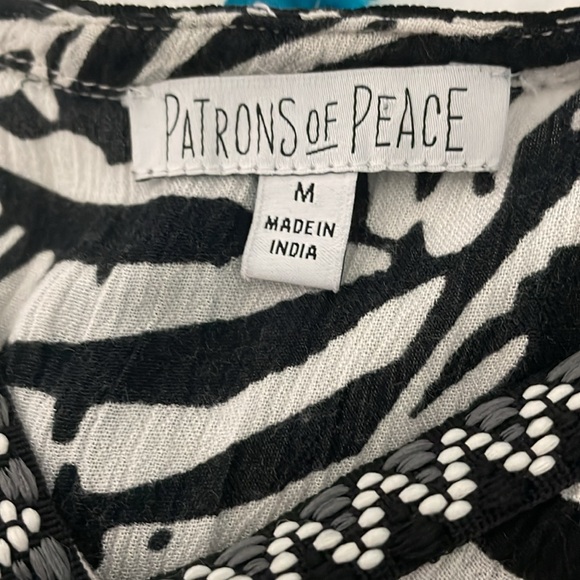 PATRONS OF PEACE
M
MADE IN
INDIA